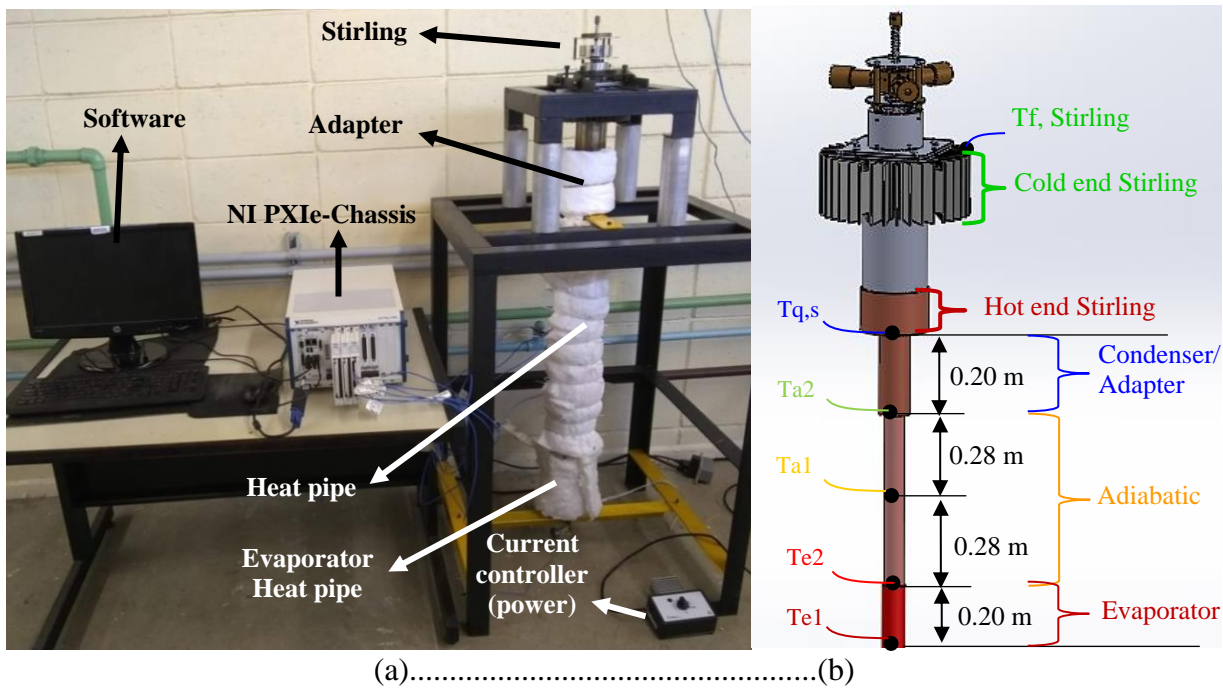 Stirling
Software
Adapter
NI PXIe-Chassis
Heat pipe
Evaporator
Heat pipe
Current
controller
(power)
Tf, Stirling
Cold end Stirling
Hot end Stirling
Tq,s
Condenser/
Adapter
0.20 m
Ta2
0.28 m
Ta1
Adiabatic
0.28 m
Te2
Te1
0.20 m
Evaporator
(a)................................................(b)